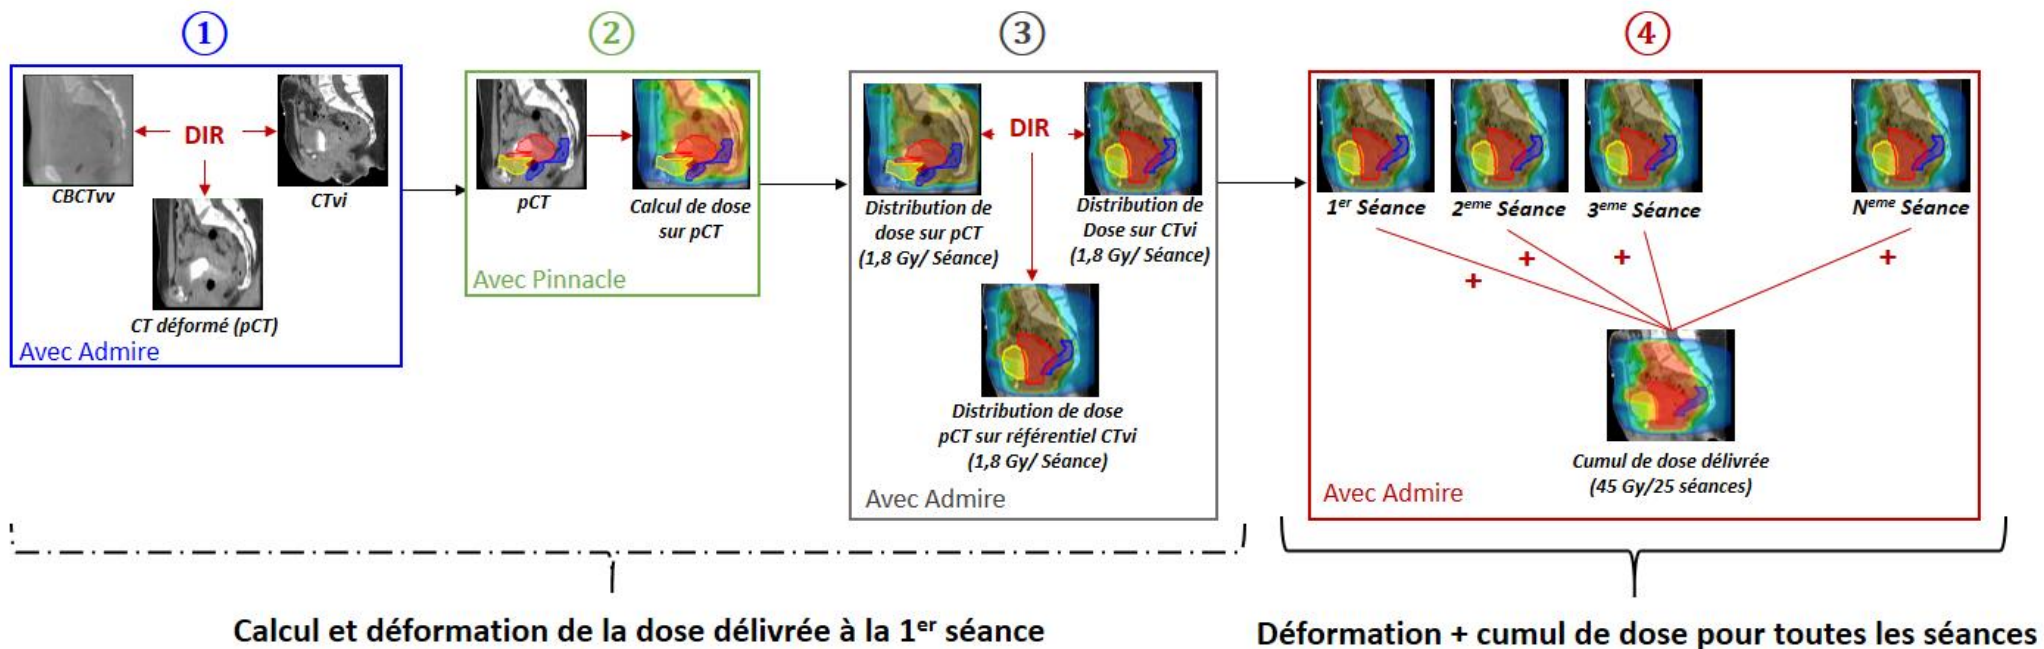 ①
②
③
④
DIR
CBCTvv
CTvi
CT déformé (pCT)
Avec Admire
pCT
Calcul de dose
sur pCT
Avec Pinnacle
DIR
Distribution de
dose sur pCT
(1,8 Gy/ Séance)
Distribution de
Dose sur CTvi
(1,8 Gy/ Séance)
Distribution de dose
pCT sur référentiel CTvi
(1,8 Gy/ Séance)
Avec Admire
1er Séance
2eme Séance
3eme Séance
Neme Séance
+
+
+
+
Cumul de dose délivrée
(45 Gy/25 séances)
Avec Admire
Calcul et déformation de la dose délivrée à la 1er séance
Déformation + cumul de dose pour toutes les séances